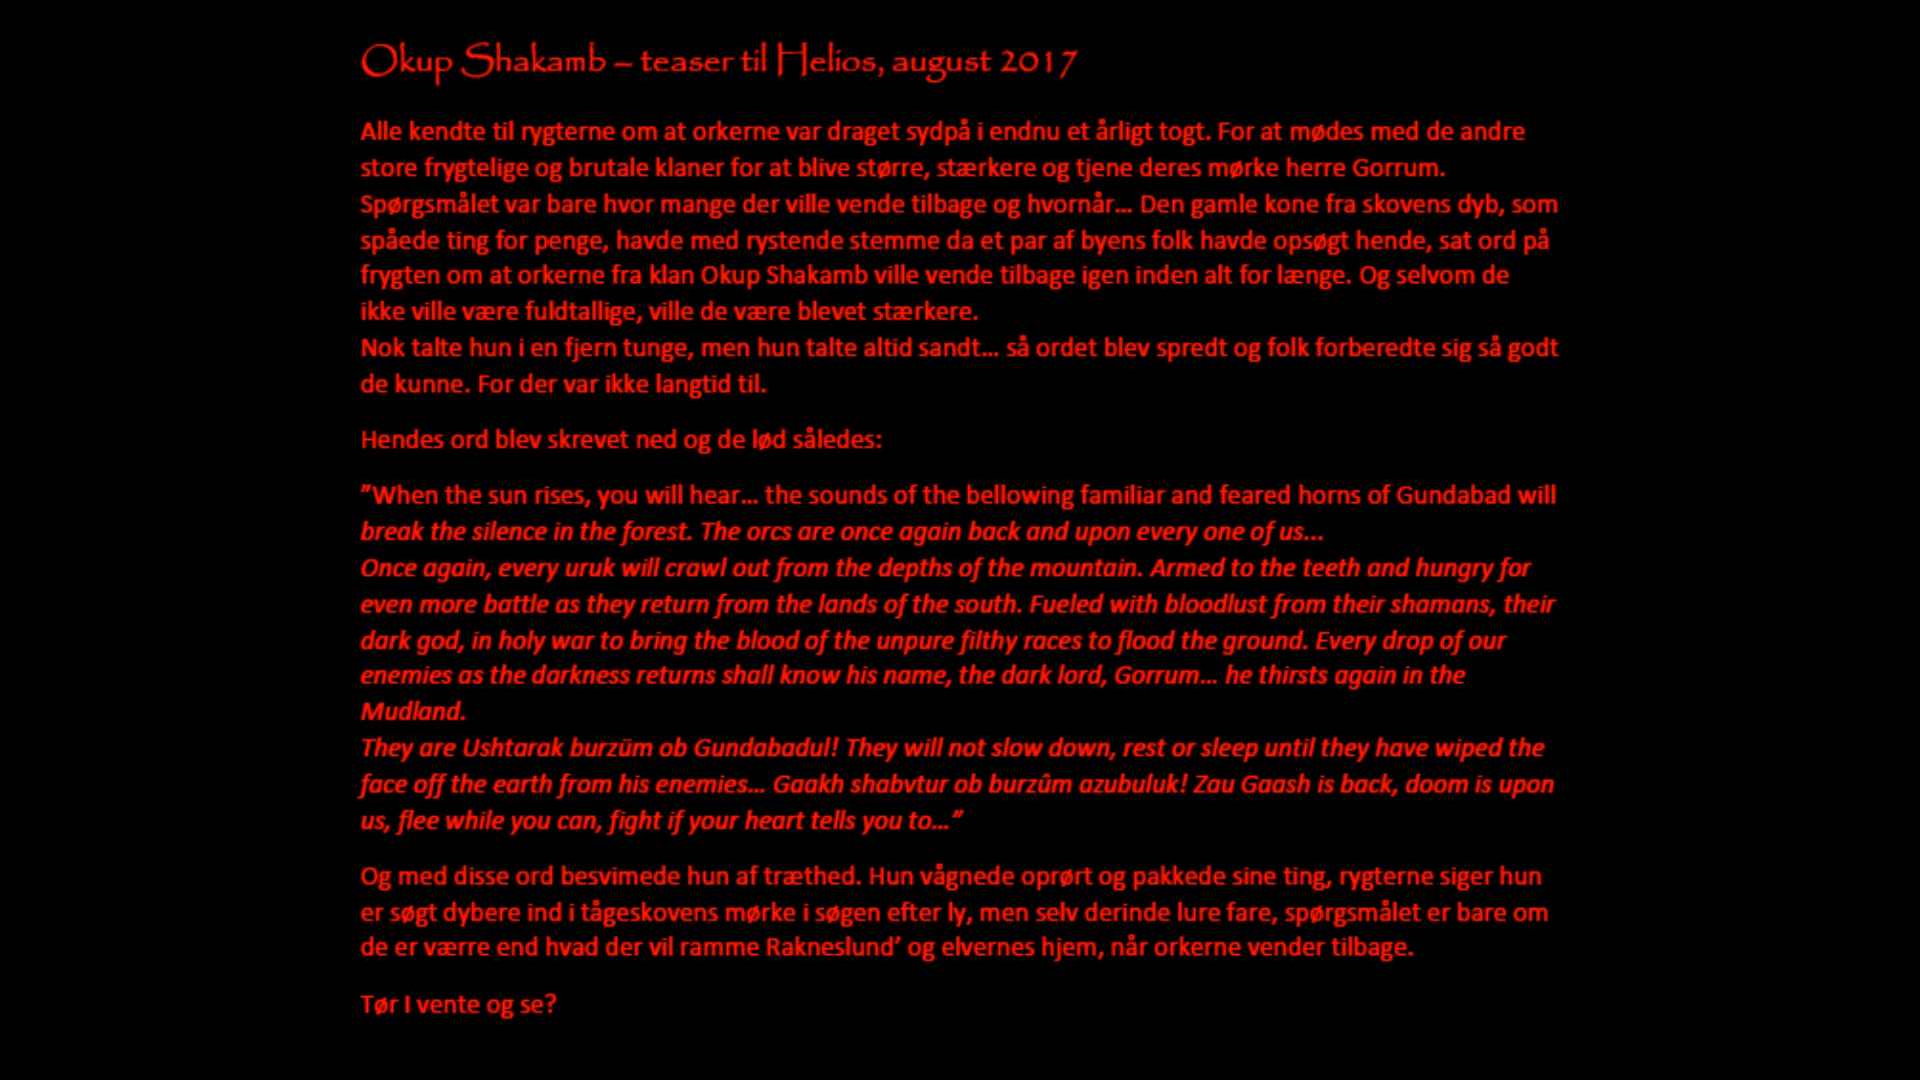 Okup Shakamb – teaser til Helios, august 2017
Alle kendte til rygterne om at orkerne var draget sydpå i endnu et årligt togt. For at mødes med de andre
store frygtelige og brutale klaner for at blive større, stærkere og tjene deres mørke herre Gorrum.
Spørgsmålet var bare hvor mange der ville vende tilbage og hvornår... Den gamle kone fra skovens dyb, som
spåede ting for penge, havde med rystende stemme da et par af byens folk havde opsøgt hende, sat ord på
frygten om at orkerne fra klan Okup Shakamb ville vende tilbage igen inden alt for længe. Og selvom de
ikke ville være fuldtallige, ville de være blevet stærkere.
Nok talte hun i en fjern tunge, men hun talte altid sandt... så ordet blev spredt og folk forberedte sig så godt
de kunne. For der var ikke langtid til.
Hendes ord blev skrevet ned og de lød således:
”When the sun rises, you will hear... the sounds of the bellowing familiar and feared horns of Gundabad will
break the silence in the forest. The orcs are once again back and upon every one of us...
Once again, every uruk will crawl out from the depths of the mountain. Armed to the teeth and hungry for
even more battle as they return from the lands of the south. Fueled with bloodlust from their shamans, their
dark god, in holy war to bring the blood of the unpure filthy races to flood the ground. Every drop of our
enemies as the darkness returns shall know his name, the dark lord, Gorrum... he thirsts again in the
Mudland.
They are Ushtarak burzüm ob Gundabadul! They will not slow down, rest or sleep until they have wiped the
face off the earth from his enemies... Gaakh shabvtur ob burzûm azubuluk! Zau Gaash is back, doom is upon
us, flee while you can, fight if your heart tells you to...”
Og med disse ord besvimede hun af træthed. Hun vågnede oprørt og pakkede sine ting, rygterne siger hun
er søgt dybere ind i tågeskovens mørke i søgen efter ly, men selv derinde lure fare, spørgsmålet er bare om
de er værre end hvad der vil ramme Rakneslund’ og elvernes hjem, når orkerne vender tilbage.
Tør I vente og se?